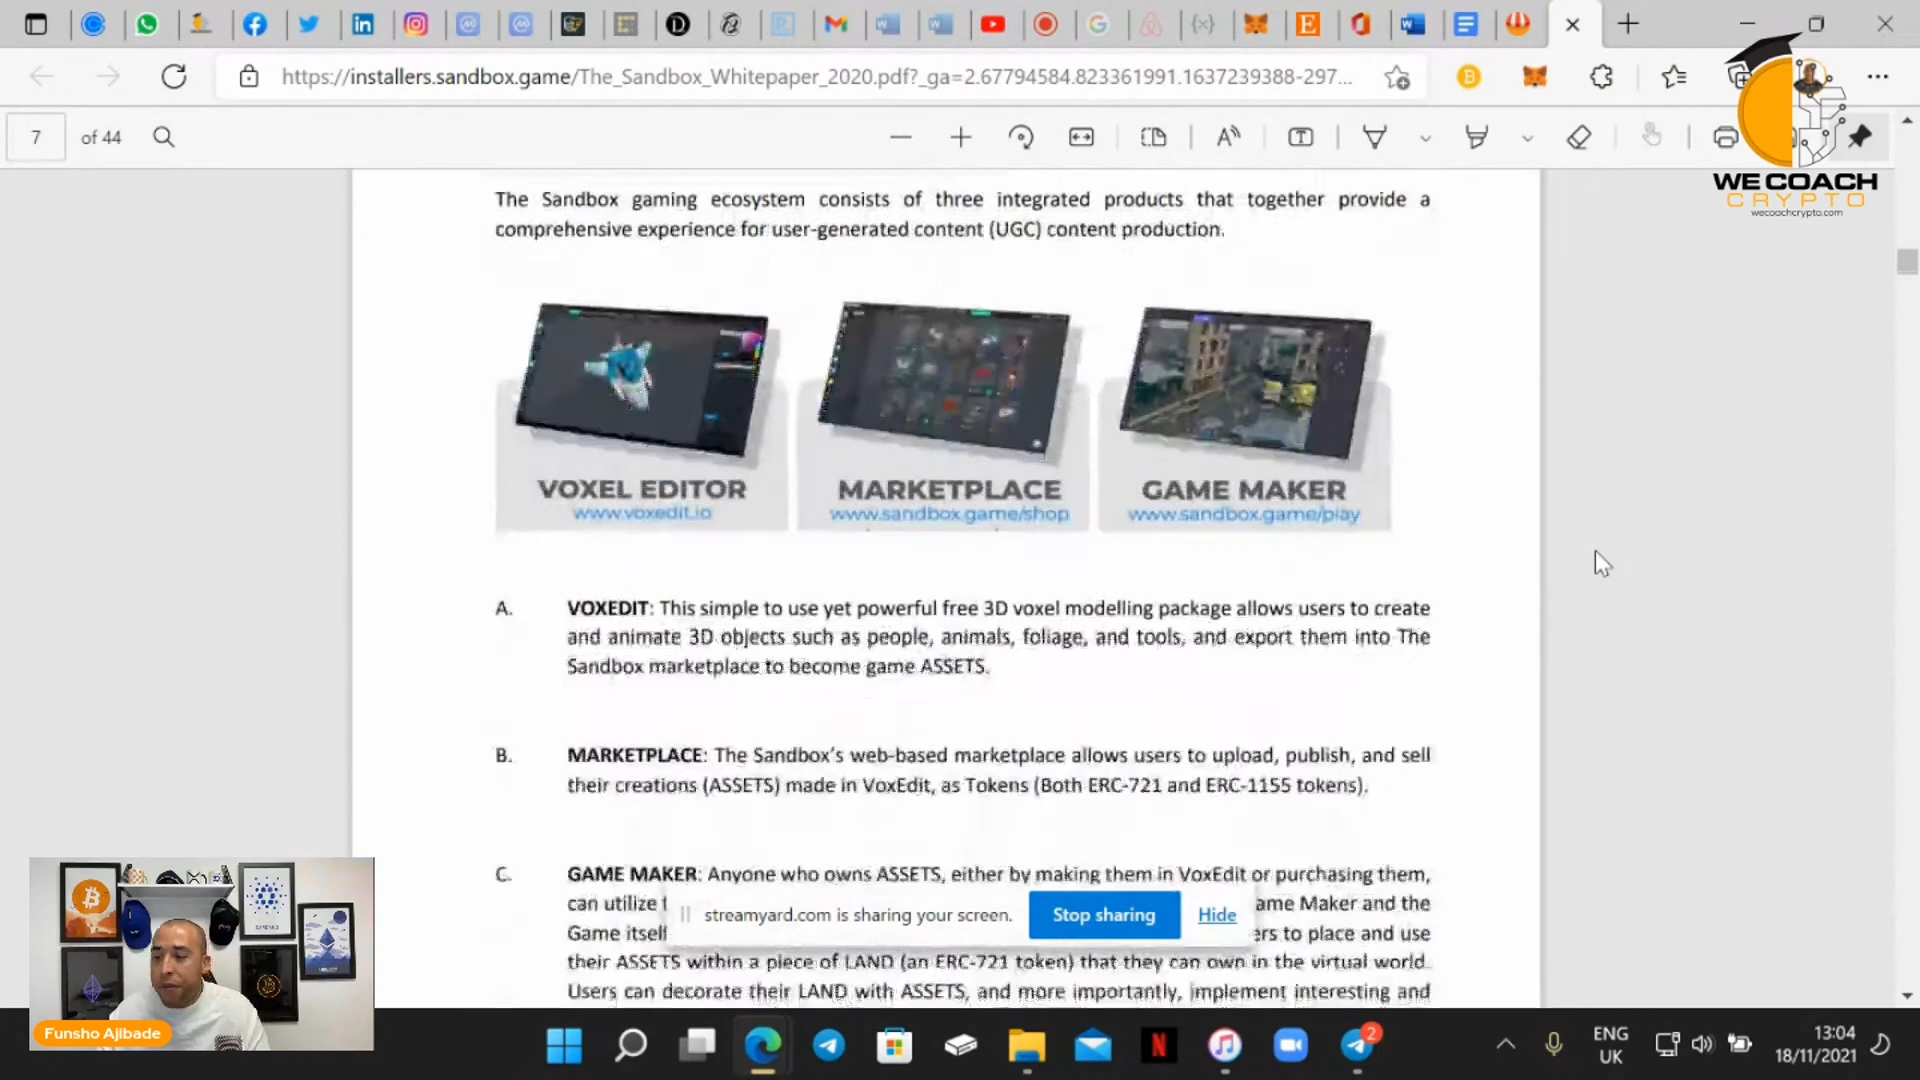 https://installers.sandbox.game/The_Sandbox_Whitepaper_2020.pdf?_ga=2.67794584.823361991.1637239388-297...
7 of 44
WE COACH
CRYPTO
wecoachcrypto.com
The Sandbox gaming ecosystem consists of three integrated products that together provide a
comprehensive experience for user-generated content (UGC) content production.
VOXEL EDITOR
www.voxedit.io
MARKETPLACE
www.sandbox.game/shop
GAME MAKER
www.sandbox.game/play
A. VOXEDIT: This simple to use yet powerful free 3D voxel modelling package allows users to create
and animate 3D objects such as people, animals, foliage, and tools, and export them into The
Sandbox marketplace to become game ASSETS.
B. MARKETPLACE: The Sandbox's web-based marketplace allows users to upload, publish, and sell
their creations (ASSETS) made in VoxEdit, as Tokens (Both ERC-721 and ERC-1155 tokens).
C. GAME MAKER: Anyone who owns ASSETS, either by making them in VoxEdit or purchasing them,
can utilize
ame Maker and the
Game itsel
ers to place and use
their ASSETS within a piece of LAND (an ERC-721 token) that they can own in the virtual world.
Users can decorate their LAND with ASSETS, and more importantly, implement interesting and
streamyard.com is sharing your screen.
Stop sharing
Hide
Funsho Ajibade
2
ENG
UK
13:04
18/11/2021